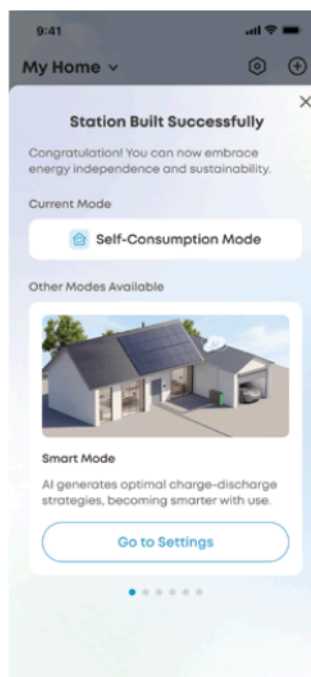 9:41
My Home
Station Built Successfully
Congratulation! You can now embrace
energy independence and sustainability.
Current Mode
Self-Consumption Mode
Other Modes Available
AI
Smart Mode
AI generates optimal charge-discharge
strategies, becoming smarter with use.
Go to Settings